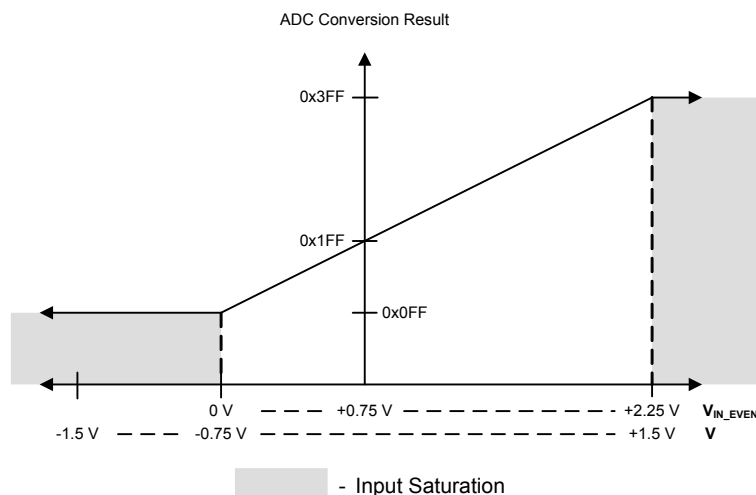 ADC Conversion Result
0x3FF
0x1FF
0x0FF
0 V +0.75 V +2.25 V VIN_EVEN
-1.5 V -0.75 V +1.5 V V
- Input Saturation